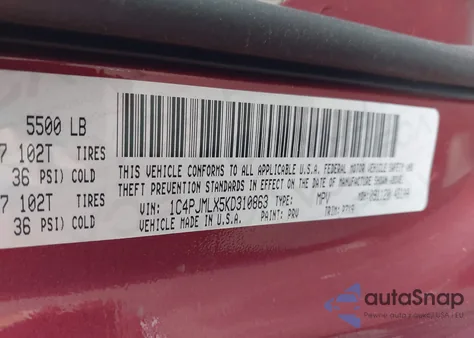 5500 LB
7 102T TIRES
36 PSI) COLD
7 102T TIRES
36 PSI) COLD
THIS VEHICLE CONFORMS TO ALL APPLICABLE U.S.A. FEDERAL MOTOR VEHICLE SAFETY AND
THEFT PREVENTION STANDARDS IN EFFECT ON THE DATE OF MANUFACTURE SHOWN ABOVE.
VIN: 1C4PJMLX5KD310863 TYPE: MPV
VEHICLE MADE IN U.S.A. PAINT: PRV TRIM:
autoSnap